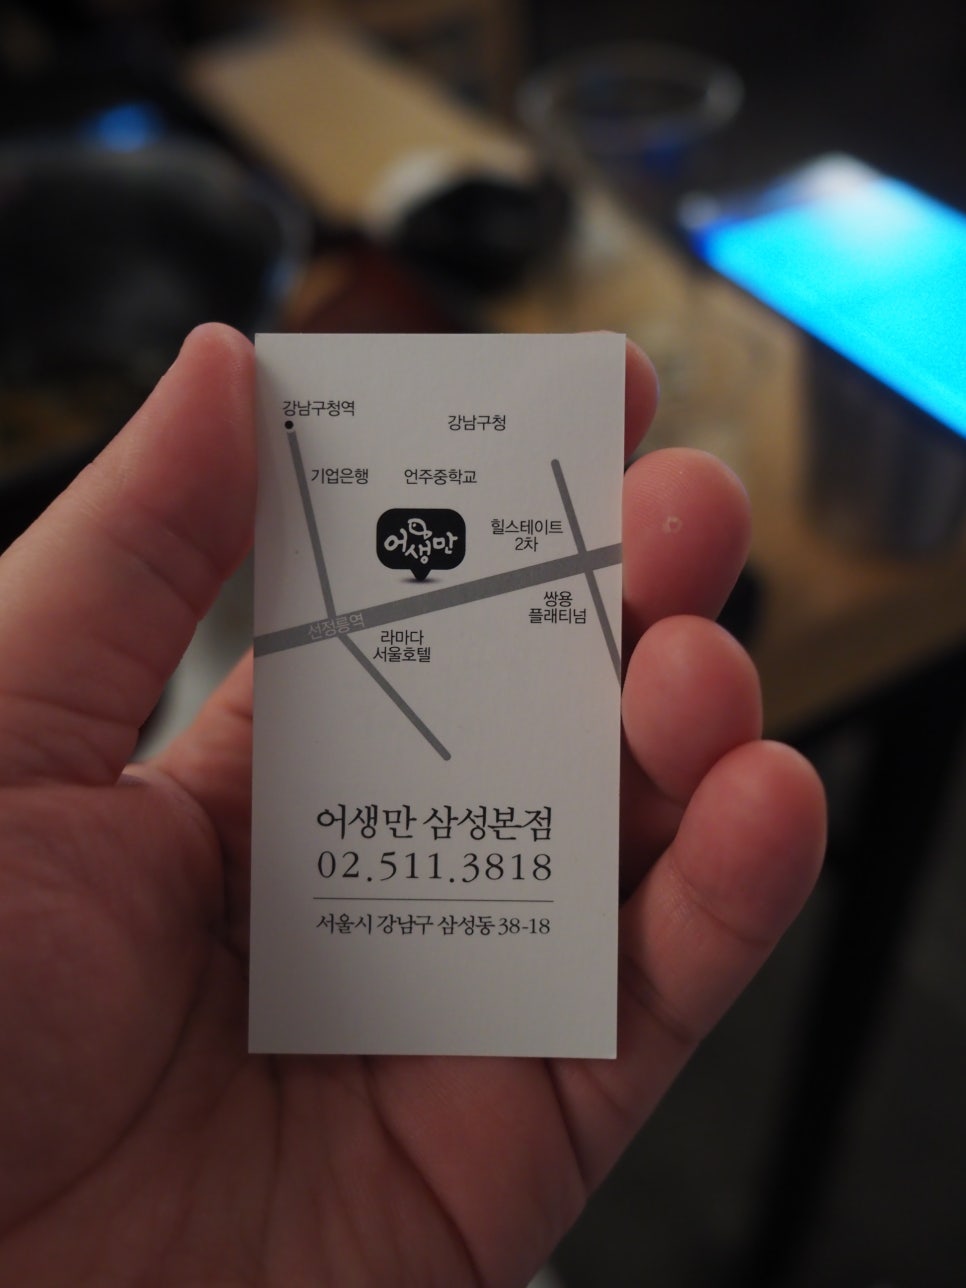 강남구청역
강남구청
기업은행
언주중학교
어생만
힐스테이트
2차
쌍용
플래티넘
선정릉역
라마다
서울호텔
어생만 삼성본점
02.511.3818
서울시 강남구 삼성동 38-18